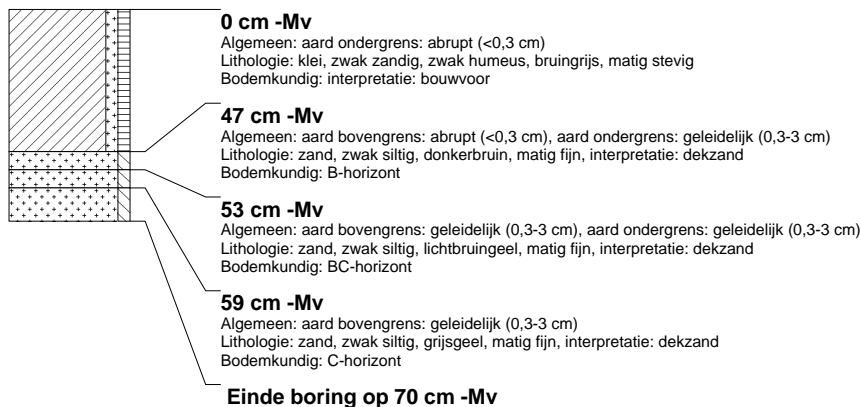 0 cm -Mv
Algemeen: aard ondergrens: abrupt (<0,3 cm)
Lithologie: klei, zwak zandig, zwak humeus, bruingrijs, matig stevig
Bodemkundig: interpretatie: bouwvoor
47 cm -Mv
Algemeen: aard bovengrens: abrupt (<0,3 cm), aard ondergrens: geleidelijk (0,3-3 cm)
Lithologie: zand, zwak siltig, donkerbruin, matig fijn, interpretatie: dekzand
Bodemkundig: B-horizont
53 cm -Mv
Algemeen: aard bovengrens: geleidelijk (0,3-3 cm), aard ondergrens: geleidelijk (0,3-3 cm)
Lithologie: zand, zwak siltig, lichtbruingeel, matig fijn, interpretatie: dekzand
Bodemkundig: BC-horizont
59 cm -Mv
Algemeen: aard bovengrens: geleidelijk (0,3-3 cm)
Lithologie: zand, zwak siltig, grijsgeel, matig fijn, interpretatie: dekzand
Bodemkundig: C-horizont
Einde boring op 70 cm -Mv